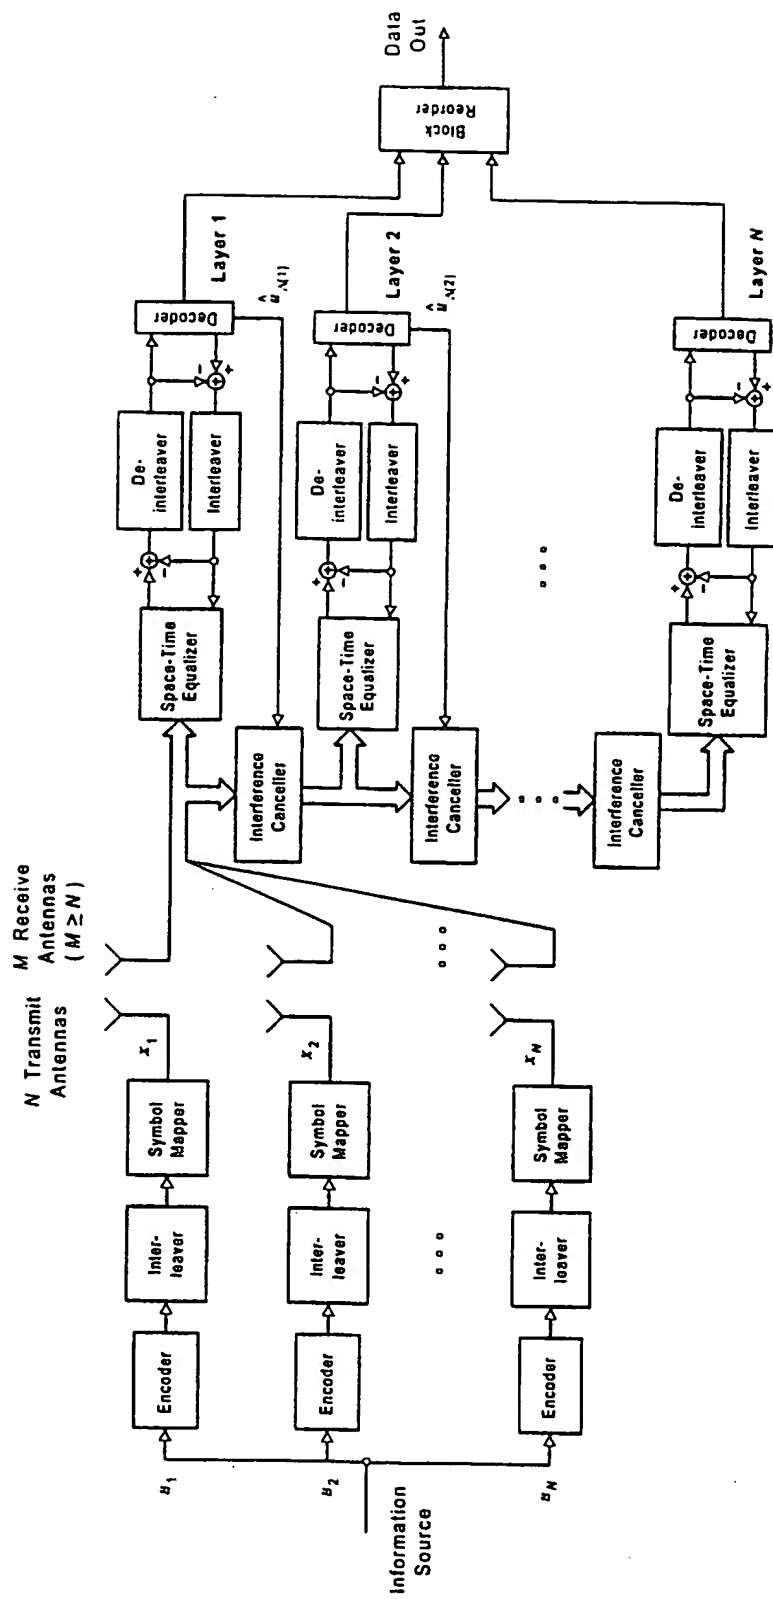 Information
Source
u₁
u₂
u_N
Encoder
Encoder
Encoder
Inter-
leaver
Inter-
leaver
Inter-
leaver
Symbol
Mapper
Symbol
Mapper
Symbol
Mapper
x₁
x₂
x_N
N Transmit
Antennas
M Receive
Antennas
(M ≥ N)
Interference
Canceller
Interference
Canceller
Interference
Canceller
Space-Time
Equalizer
+
−
De-
interleaver
Interleaver
−
+
Decoder
Layer 1
Space-Time
Equalizer
+
−
De-
interleaver
Interleaver
−
+
Decoder
Layer 2
Space-Time
Equalizer
+
−
De-
interleaver
Interleaver
−
+
Decoder
Layer N
Block
Reorder
Data
Out